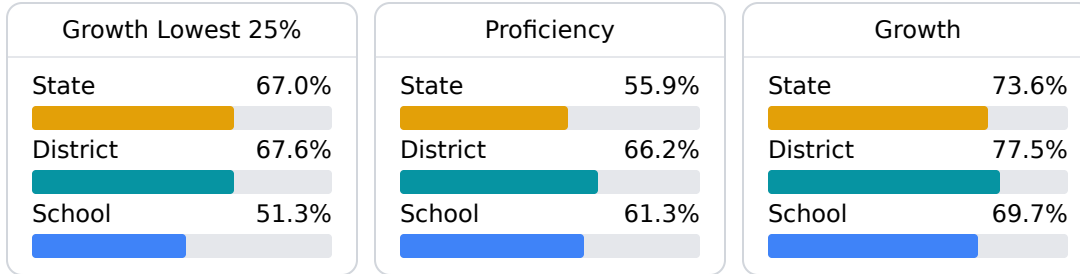 Growth Lowest 25%
State 67.0%
District 67.6%
School 51.3%
Proficiency
State 55.9%
District 66.2%
School 61.3%
Growth
State 73.6%
District 77.5%
School 69.7%